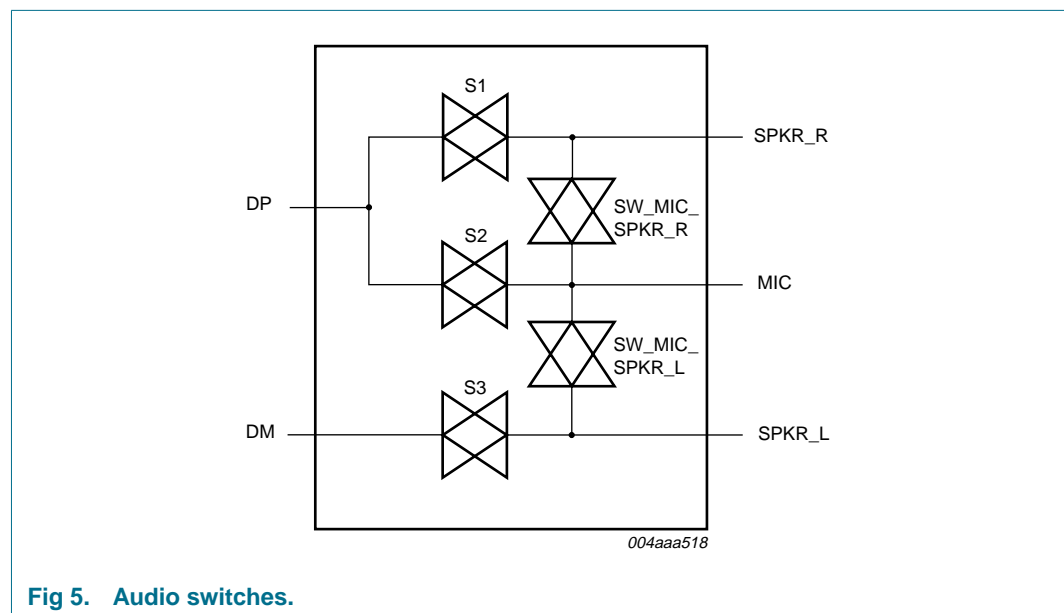 S1
SPKR_R
DP
SW_MIC_
SPKR_R
S2
MIC
SW_MIC_
SPKR_L
S3
DM
SPKR_L
004aaa518
Fig 5. Audio switches.